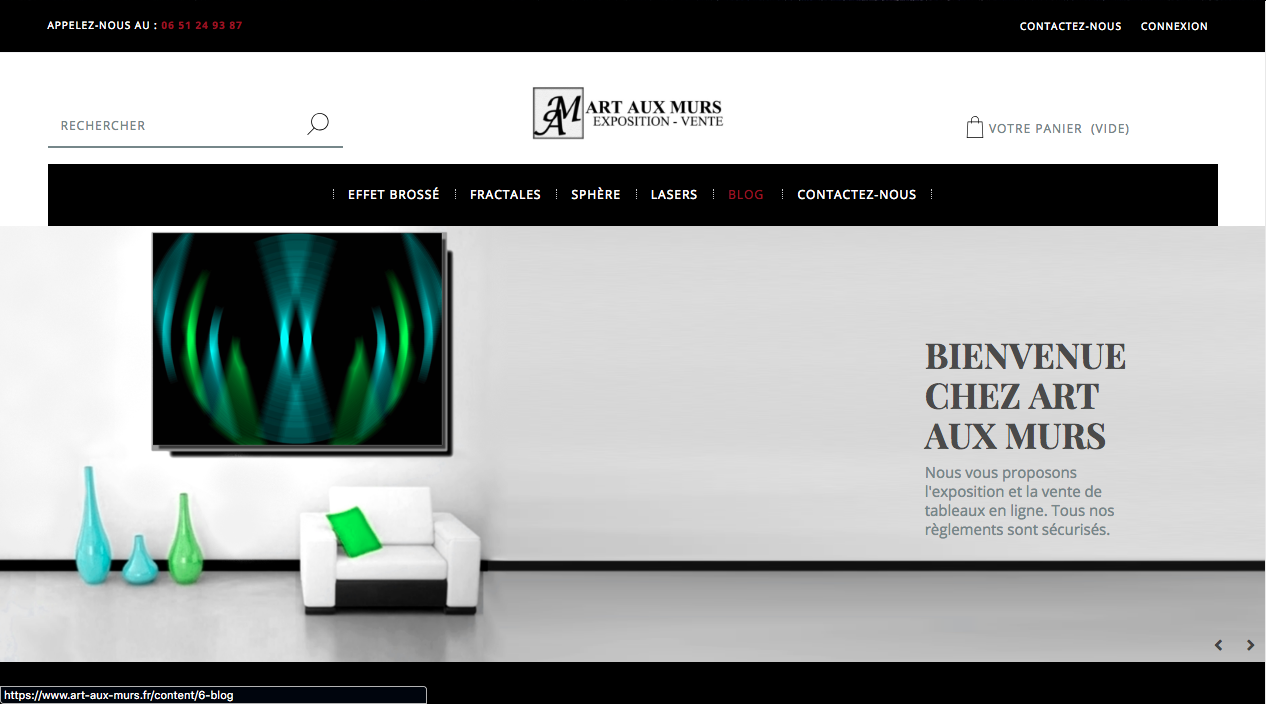 APPELEZ-NOUS AU : 06 51 24 93 87
CONTACTEZ-NOUS CONNEXION
RECHERCHER
AM ART AUX MURS
EXPOSITION - VENTE
VOTRE PANIER (VIDE)
EFFET BROSSÉ FRACTALES SPHÈRE LASERS BLOG CONTACTEZ-NOUS
BIENVENUE
CHEZ ART
AUX MURS
Nous vous proposons
l'exposition et la vente de
tableaux en ligne. Tous nos
règlements sont sécurisés.
https://www.art-aux-murs.fr/content/6-blog